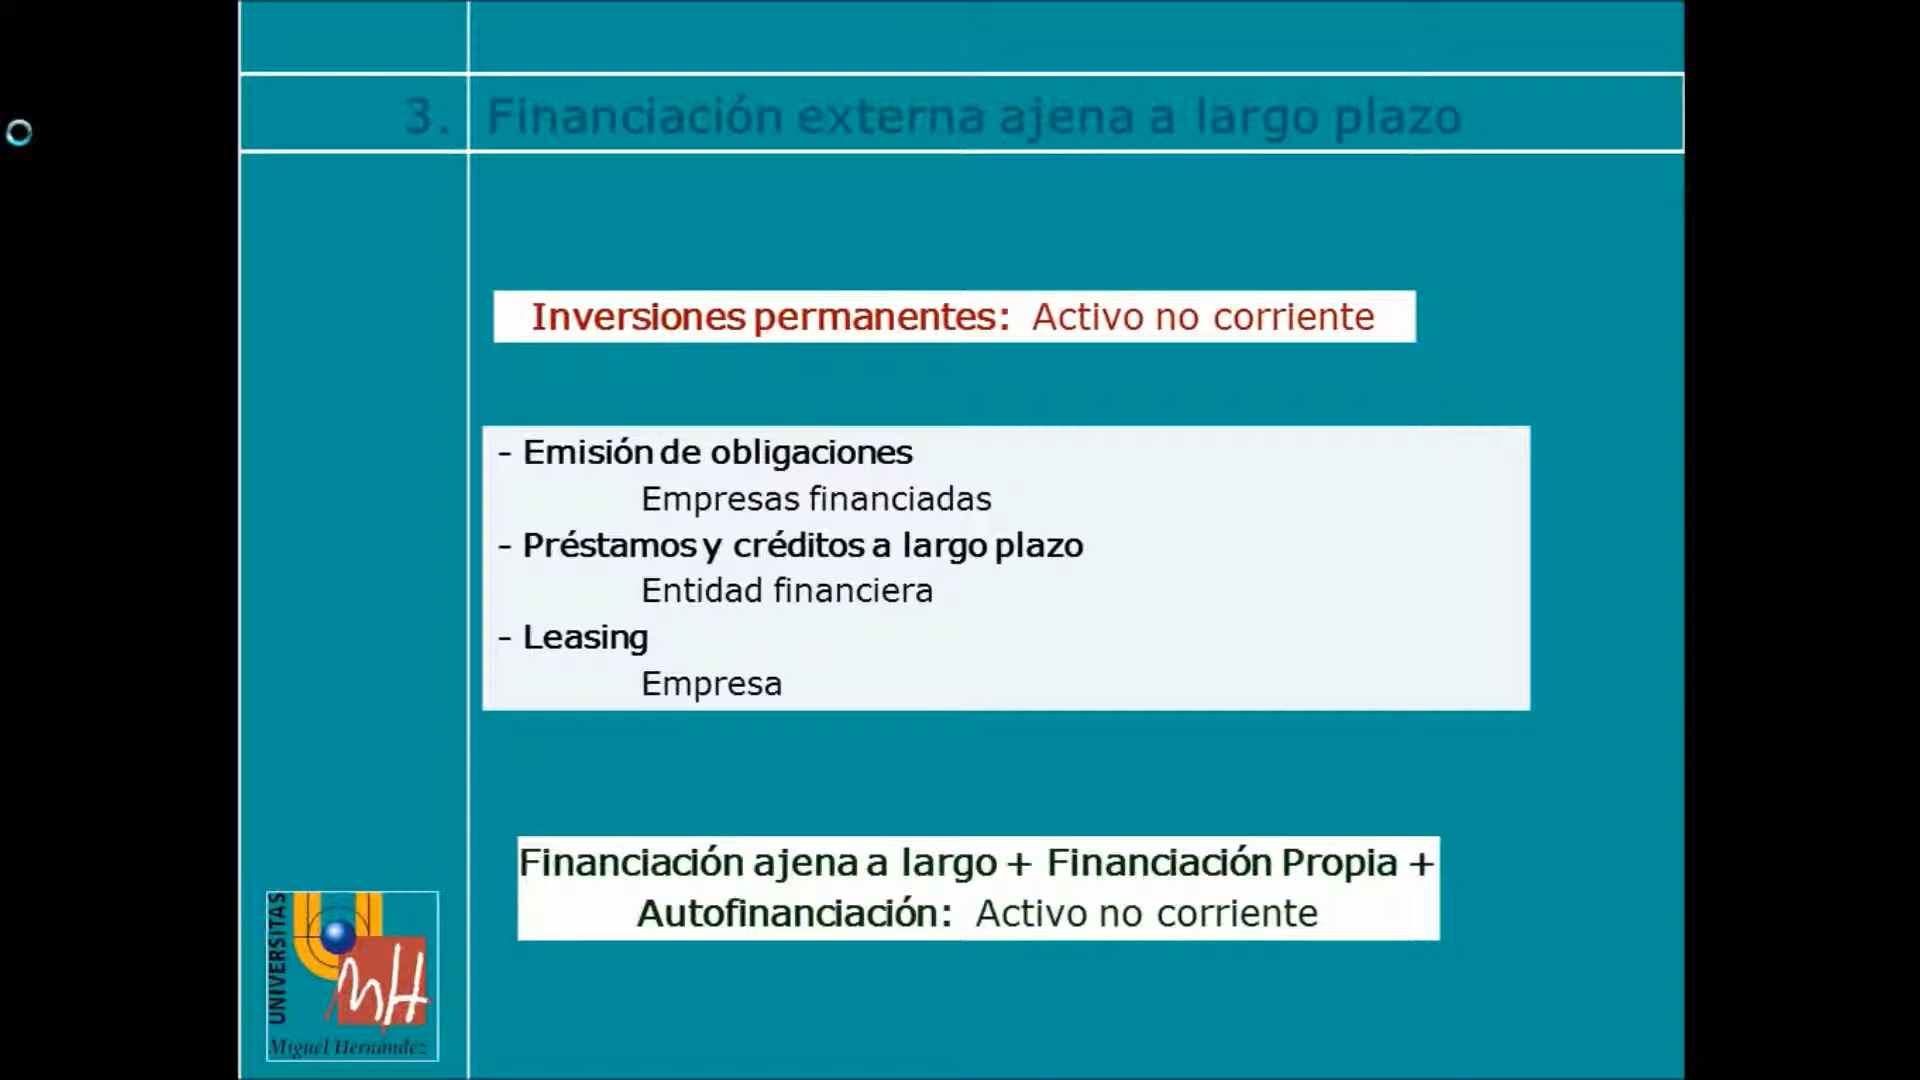 3. Financiación externa ajena a largo plazo
Inversiones permanentes: Activo no corriente
- Emisión de obligaciones
Empresas financiadas
- Préstamos y créditos a largo plazo
Entidad financiera
- Leasing
Empresa
Financiación ajena a largo + Financiación Propia +
Autofinanciación: Activo no corriente
UNIVERSITAS
MH
Miguel Hernández